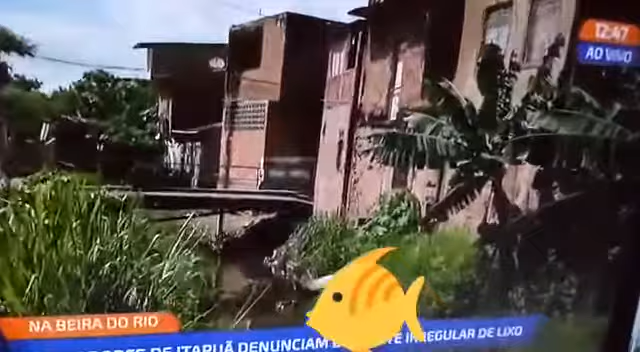 12:47
AO VIVO
NA BEIRA DO RIO
DE ITAPUÃ DENUNCIAM IRREGULAR DE LIXO